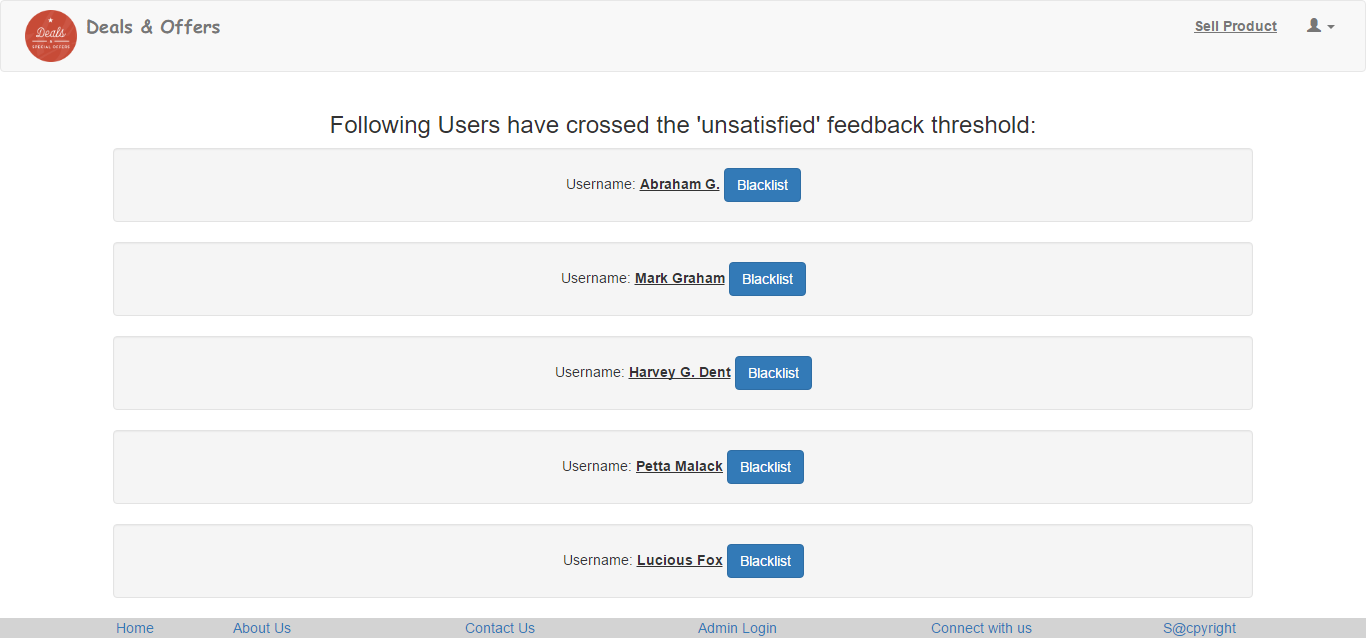 Deals
&
SPECIAL OFFERS
Deals & Offers
Sell Product
Following Users have crossed the 'unsatisfied' feedback threshold:
Username: Abraham G. Blacklist
Username: Mark Graham Blacklist
Username: Harvey G. Dent Blacklist
Username: Petta Malack Blacklist
Username: Lucious Fox Blacklist
Home About Us Contact Us Admin Login Connect with us S@cpyright